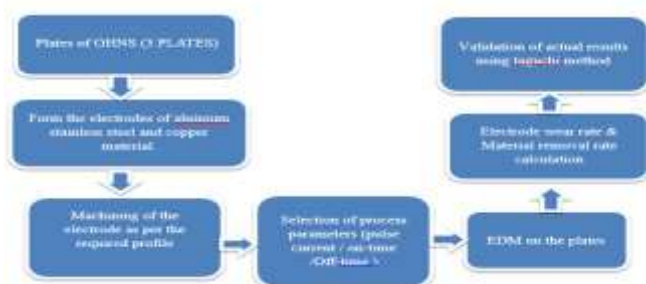 Plates of OHNS (3 PLATES)
Form the electrodes of
stainless steel and copper
material
Machining of the
electrode as per the
required profile
Selection of process
parameters (pulse
current / on-time
/Off-time
EDM on the plates
Electrode wear rate &
Material removal rate
calculation
Validation of actual results
using taguchi method